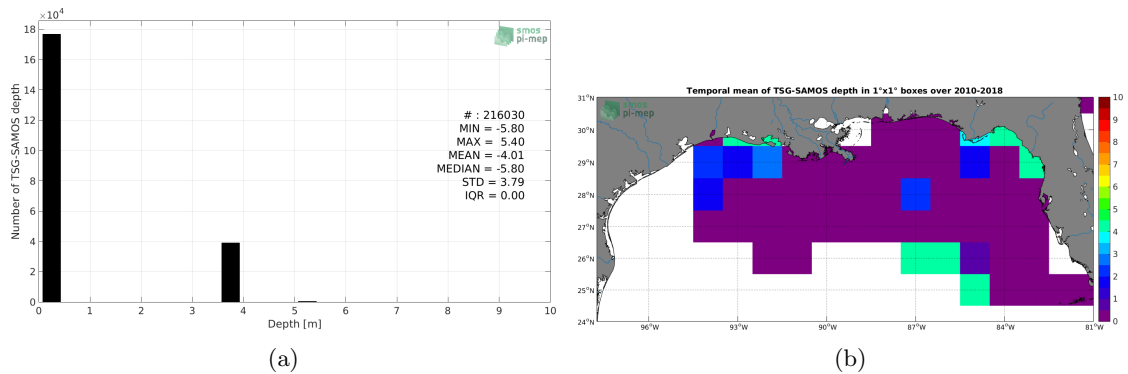 ×10⁴
18
16
14
12
10
8
6
4
2
0
Number of TSG-SAMOS depth
smos
pi-mep
# : 216030
MIN = -5.80
MAX = 5.40
MEAN = -4.01
MEDIAN = -5.80
STD = 3.79
IQR = 0.00
0 1 2 3 4 5 6 7 8 9 10
Depth [m]
(a)
Temporal mean of TSG-SAMOS depth in 1°x1° boxes over 2010-2018
smos
pi-mep
31°N
30°N
29°N
28°N
27°N
26°N
25°N
24°N
96°W 93°W 90°W 87°W 84°W 81°W
10
9
8
7
6
5
4
3
2
1
0
(b)